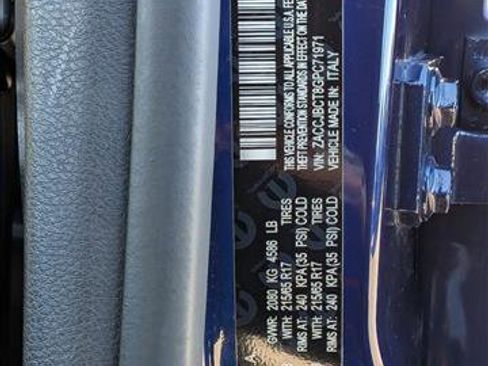 THIS VEHICLE CONFORMS TO ALL APPLICABLE U.S.A. FE
THEFT PREVENTION STANDARDS IN EFFECT ON THE DA
VIN: ZACCJBCT8GPC71971
VEHICLE MADE IN: ITALY
GVWR: 2080 KG 4586 LB
WITH: 215/65 R17 TIRES
RIMS AT: 240 KPA(35 PSI) COLD
WITH: 215/65 R17 TIRES
RIMS AT: 240 KPA(35 PSI) COLD